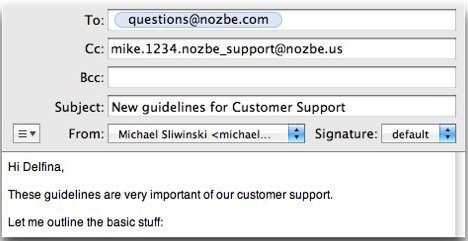 To: questions@nozbe.com
Cc: mike.1234.nozbe_support@nozbe.us
Bcc:
Subject: New guidelines for Customer Support
From: Michael Sliwinski <michael... Signature: default
Hi Delfina,
These guidelines are very important of our customer support.
Let me outline the basic stuff: